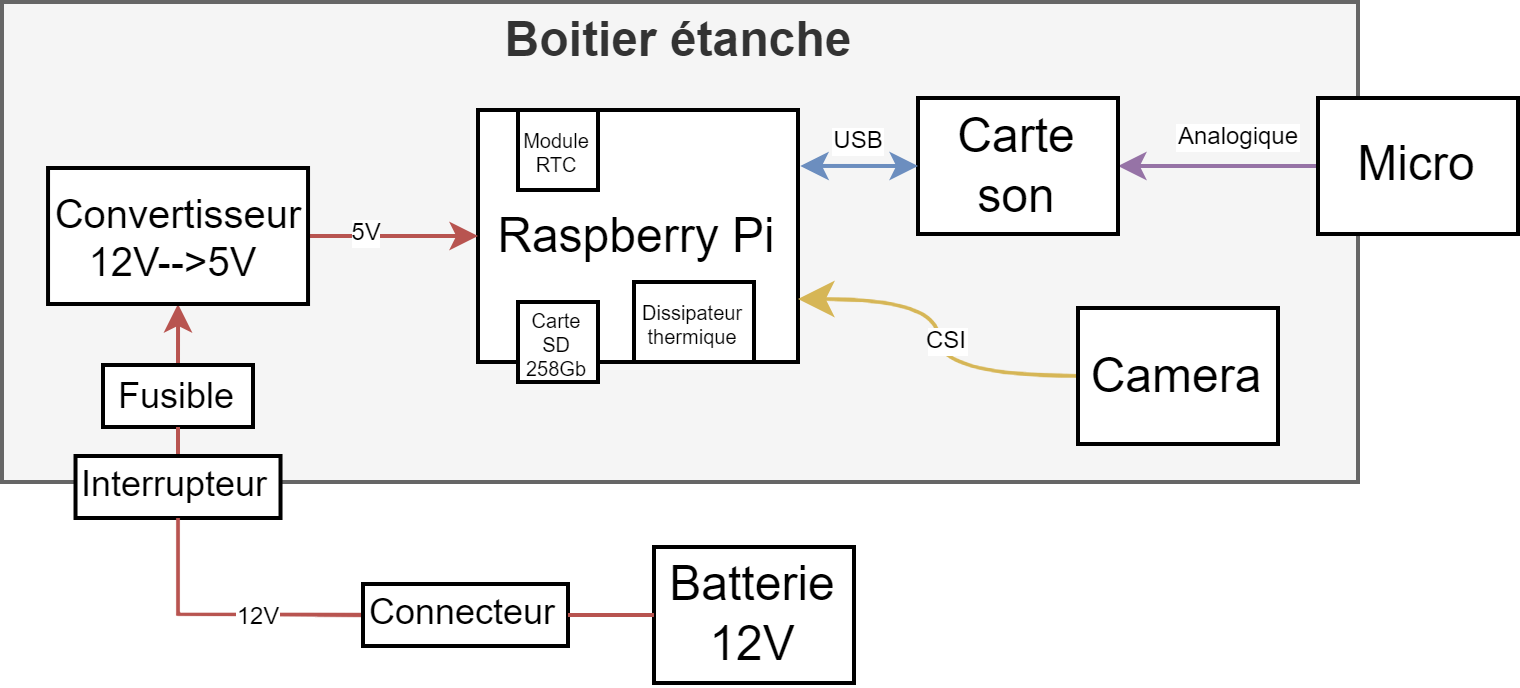 Boitier étanche
Module
RTC
USB
Carte
son
Analogique
Micro
Convertisseur
12V-->5V
5V
Raspberry Pi
Carte
SD
258Gb
Dissipateur
thermique
CSI
Camera
Fusible
Interrupteur
12V
Connecteur
Batterie
12V